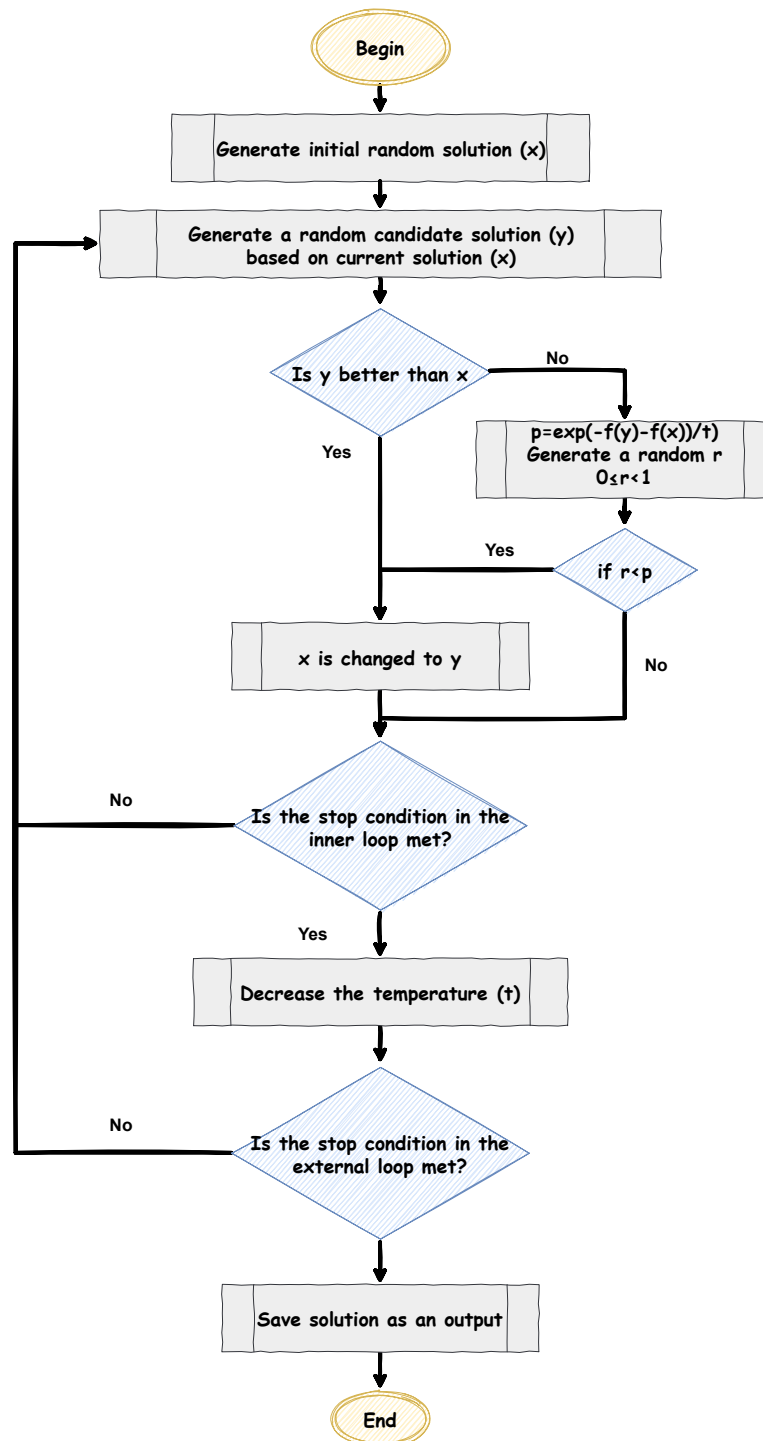 Begin
Generate initial random solution (x)
Generate a random candidate solution (y)
based on current solution (x)
Is y better than x
No
Yes
p=exp(-f(y)-f(x))/t)
Generate a random r
0≤r<1
Yes
if r<p
x is changed to y
No
Is the stop condition in the
inner loop met?
No
Yes
Decrease the temperature (t)
No
Is the stop condition in the
external loop met?
Save solution as an output
End